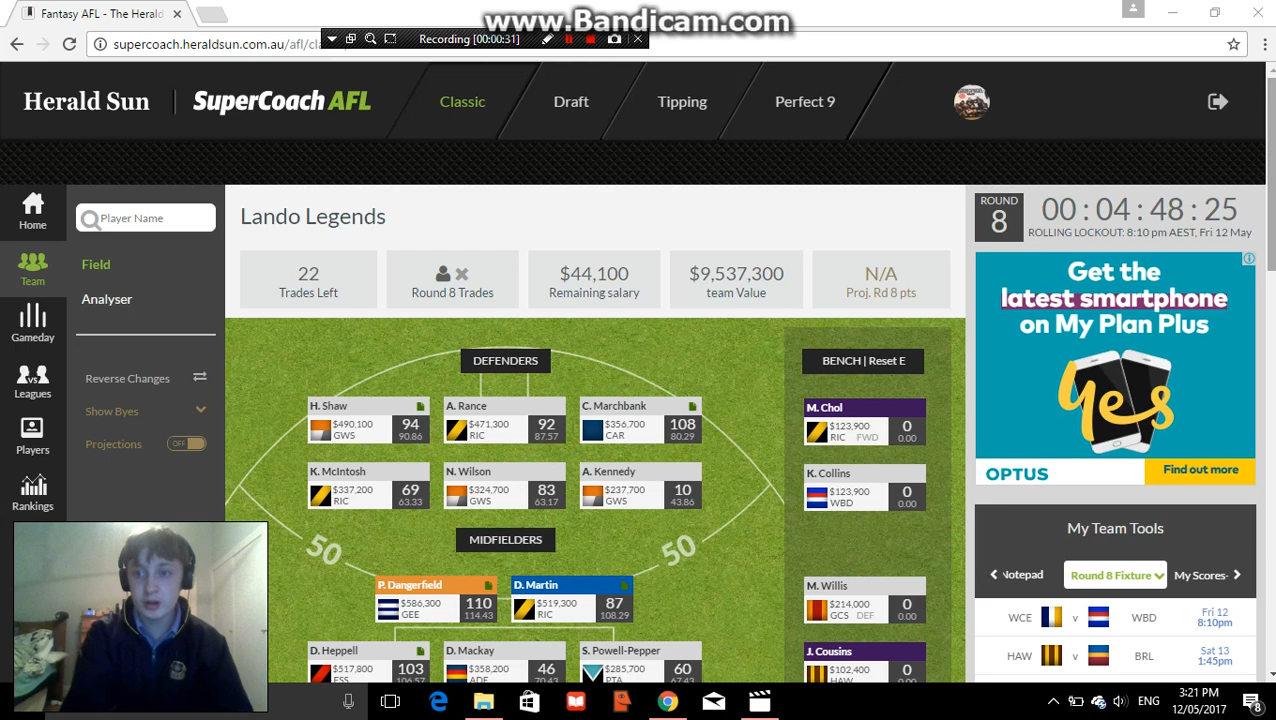 Fantasy AFL - The Herald
www.Bandicam.com
Recording [00:00:31]
supercoach.heraldsun.com.au/afl/cla
Herald Sun
SuperCoach AFL
Classic
Draft
Tipping
Perfect 9
Home
Team
Gameday
Leagues
Players
Rankings
Player Name
Field
Analyser
Reverse Changes
Show Byes
Projections
OFF
Lando Legends
22
Trades Left
Round 8 Trades
$44,100
Remaining salary
$9,537,300
team Value
N/A
Proj. Rd 8 pts
ROUND
8
00 : 04 : 48 : 25
ROLLING LOCKOUT: 8:10 pm AEST, Fri 12 May
DEFENDERS
H. Shaw
$490,100
GWS
94
90.86
A. Rance
$471,300
RIC
92
87.57
C. Marchbank
$356,700
CAR
108
80.29
K. McIntosh
$337,200
RIC
69
63.33
N. Wilson
$324,700
GWS
83
63.17
A. Kennedy
$237,700
GWS
10
43.86
50
50
MIDFIELDERS
P. Dangerfield
$586,300
GEE
110
114.43
D. Martin
$519,300
RIC
87
108.29
D. Heppell
$517,800
ESS
103
106.57
D. Mackay
$358,200
ADE
46
70.43
S. Powell-Pepper
$285,700
PTA
60
67.43
BENCH | Reset E
M. Chol
$123,900
RIC FWD
0
0.00
K. Collins
$123,900
WBD
0
0.00
M. Willis
$214,000
GCS DEF
0
0.00
J. Cousins
$102,400
HAW
0
0.00
Get the
latest smartphone
on My Plan Plus
Yes
OPTUS
Find out more
My Team Tools
Notepad
Round 8 Fixture
My Scores
WCE v WBD
Fri 12
8:10pm
HAW v BRL
Sat 13
1:45pm
ENG
3:21 PM
12/05/2017
8